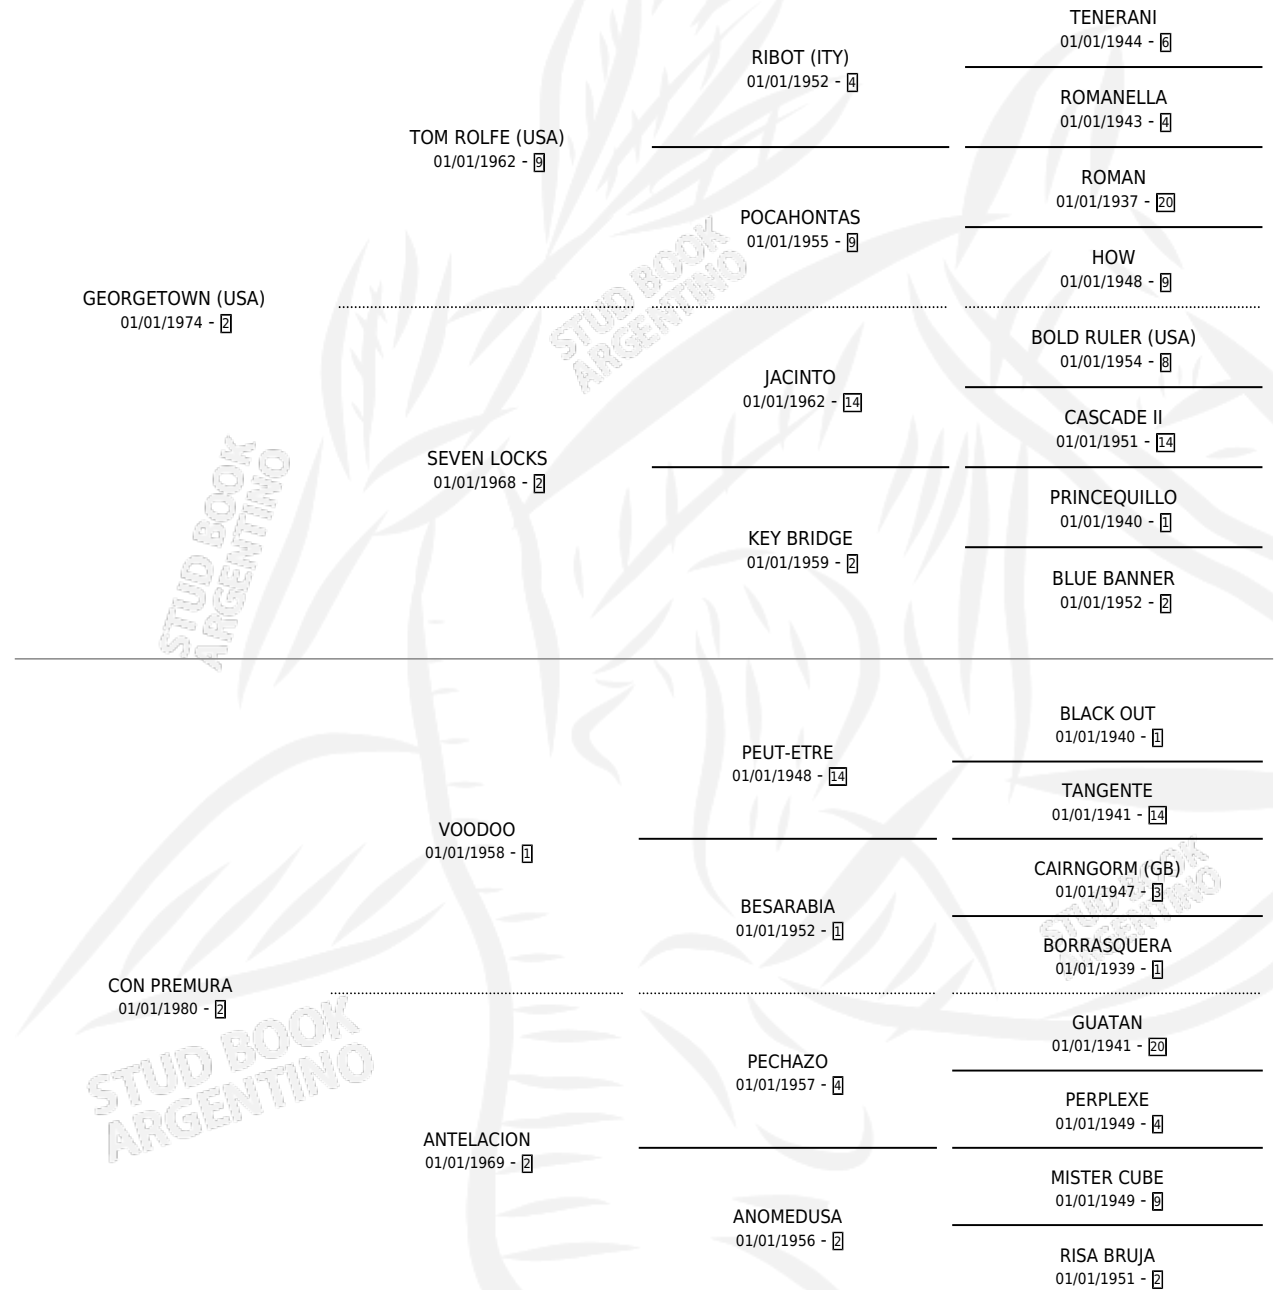 TENERANI
01/01/1944 - 6
RIBOT (ITY)
01/01/1952 - 4
ROMANELLA
01/01/1943 - 4
TOM ROLFE (USA)
01/01/1962 - 9
ROMAN
01/01/1937 - 20
POCAHONTAS
01/01/1955 - 9
HOW
01/01/1948 - 9
GEORGETOWN (USA)
01/01/1974 - 2
STUD BOOK
ARGENTINO
BOLD RULER (USA)
01/01/1954 - 8
JACINTO
01/01/1962 - 14
CASCADE II
01/01/1951 - 14
SEVEN LOCKS
01/01/1968 - 2
PRINCEQUILLO
01/01/1940 - 1
KEY BRIDGE
01/01/1959 - 2
BLUE BANNER
01/01/1952 - 2
STUD BOOK
ARGENTINO
BLACK OUT
01/01/1940 - 1
PEUT-ETRE
01/01/1948 - 14
TANGENTE
01/01/1941 - 14
VOODOO
01/01/1958 - 1
CAIRNGORM (GB)
01/01/1947 - 3
BESARABIA
01/01/1952 - 1
STUD BOOK
ARGENTINO
BORRASQUERA
01/01/1939 - 1
CON PREMURA
01/01/1980 - 2
GUATAN
01/01/1941 - 20
STUD BOOK
ARGENTINO
PECHAZO
01/01/1957 - 4
PERPLEXE
01/01/1949 - 4
ANTELACION
01/01/1969 - 2
MISTER CUBE
01/01/1949 - 9
ANOMEDUSA
01/01/1956 - 2
RISA BRUJA
01/01/1951 - 2